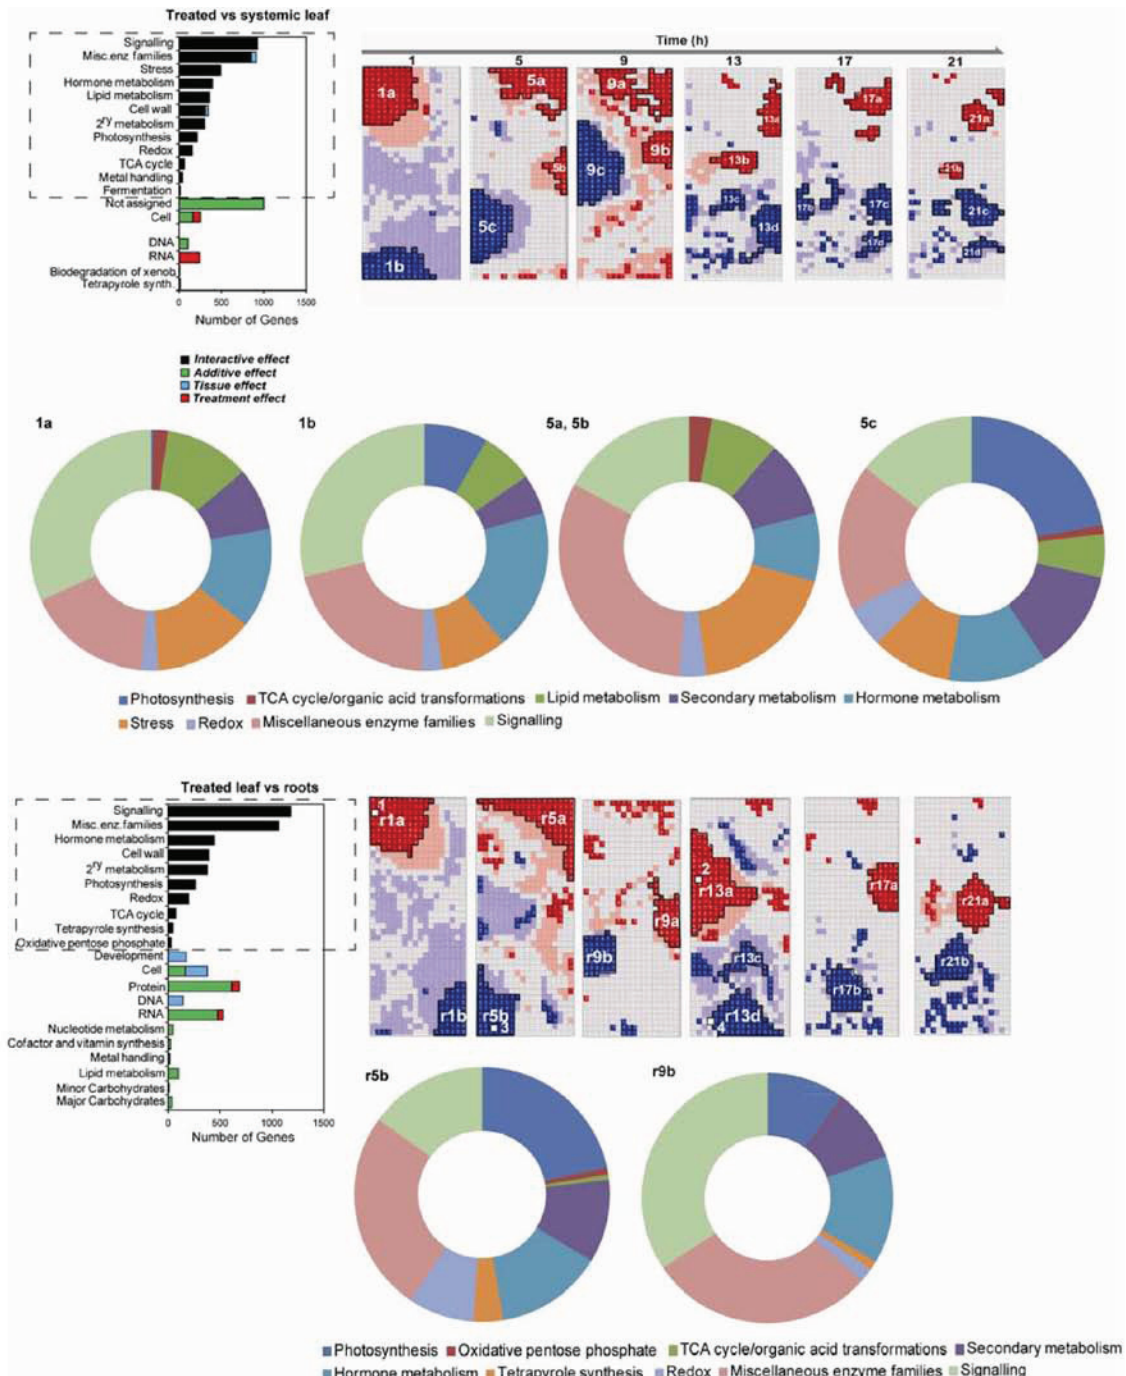 Treated vs systemic leaf
Signalling
Misc.enz families
Stress
Hormone metabolism
Lipid metabolism
Cell wall
2ry metabolism
Photosynthesis
Redox
TCA cycle
Metal handling
Fermentation
Not assigned
Cell
DNA
RNA
Biodegradation of xenob.
Tetrapyrole synth.
0 500 1000 1500
Number of Genes
Time (h)
1 5 9 13 17 21
1a 5a 9a 13a 17a 21a
5b 9b 13b 21b
9c 13c 17b 17c 21c
5c 13d 17d 21d
1b
Interactive effect
Additive effect
Tissue effect
Treatment effect
1a 1b 5a, 5b 5c
Photosynthesis TCA cycle/organic acid transformations Lipid metabolism Secondary metabolism Hormone metabolism
Stress Redox Miscellaneous enzyme families Signalling
Treated leaf vs roots
Signalling
Misc. enz.families
Hormone metabolism
Cell wall
2ry metabolism
Photosynthesis
Redox
TCA cycle
Tetrapyrole synthesis
Oxidative pentose phosphate
Development
Cell
Protein
DNA
RNA
Nucleotide metabolism
Cofactor and vitamin synthesis
Metal handling
Lipid metabolism
Minor Carbohydrates
Major Carbohydrates
0 500 1000 1500
Number of Genes
1
r1a r5a
2
r13a r17a r21a
r9a
r9b r13c r21b
r17b
r1b r5b r13d
3 4
r5b r9b
Photosynthesis Oxidative pentose phosphate TCA cycle/organic acid transformations Secondary metabolism
Hormone metabolism Tetrapyrole synthesis Redox Miscellaneous enzyme families Signalling